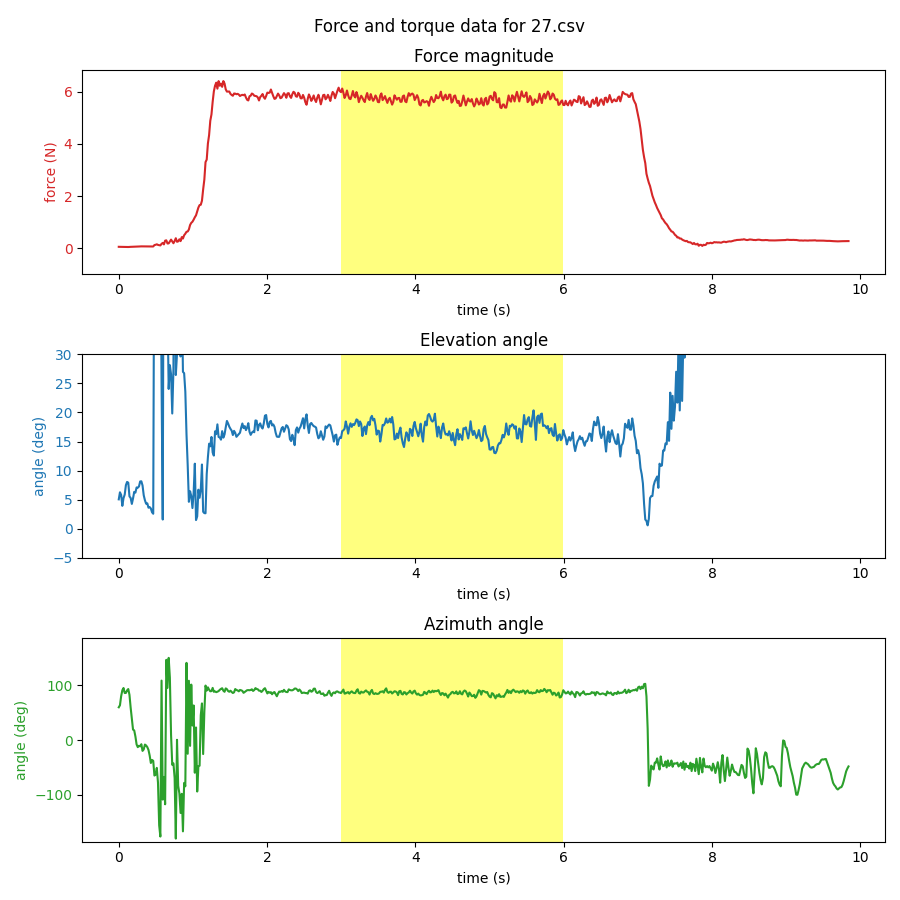 Force and torque data for 27.csv
Force magnitude
force (N)
6
4
2
0
0 2 4 6 8 10
time (s)
Elevation angle
angle (deg)
30
25
20
15
10
5
0
−5
0 2 4 6 8 10
time (s)
Azimuth angle
angle (deg)
100
0
−100
0 2 4 6 8 10
time (s)